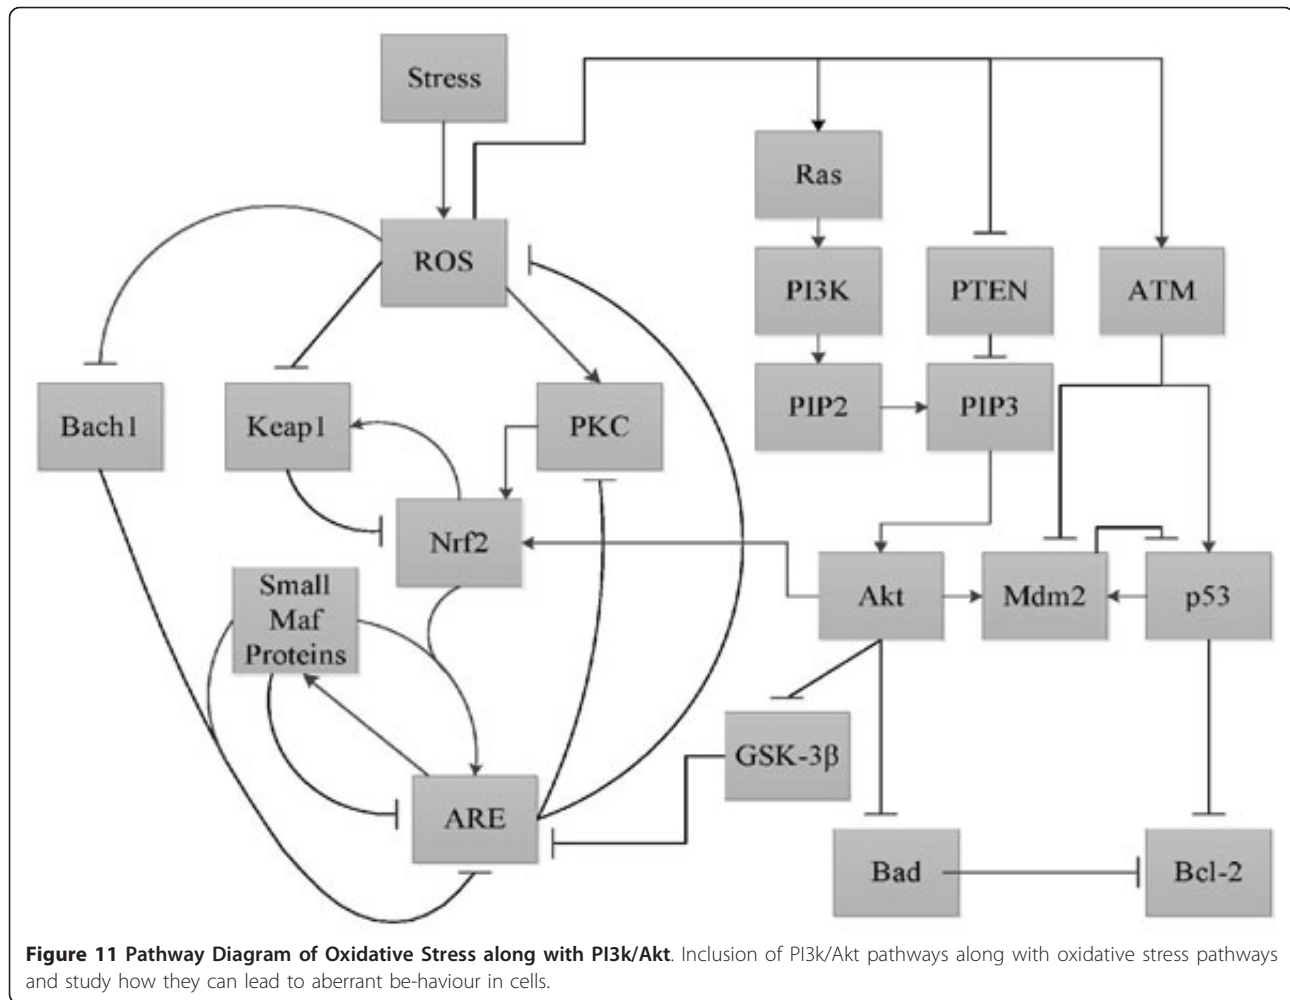 Stress
Ras
ROS
PI3K
PTEN
ATM
PIP2
PIP3
Bach1
Keap1
PKC
Nrf2
Small
Maf
Proteins
Akt
Mdm2
p53
GSK-3β
ARE
Bad
Bcl-2
Figure 11 Pathway Diagram of Oxidative Stress along with PI3k/Akt. Inclusion of PI3k/Akt pathways along with oxidative stress pathways
and study how they can lead to aberrant be-haviour in cells.